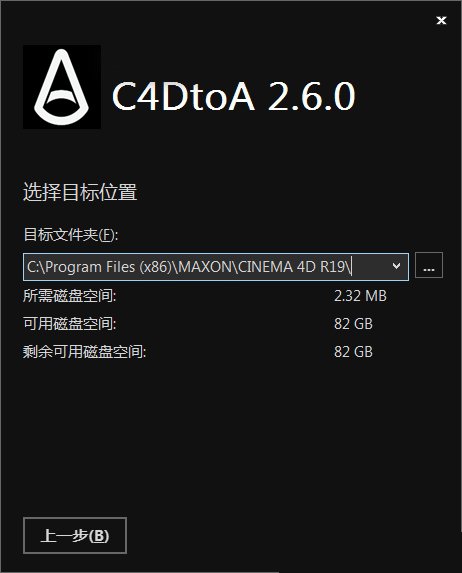 C4DtoA 2.6.0
选择目标位置
目标文件夹(F):
C:\Program Files (x86)\MAXON\CINEMA 4D R19\
...
所需磁盘空间: 2.32 MB
可用磁盘空间: 82 GB
剩余可用磁盘空间: 82 GB
上一步(B)